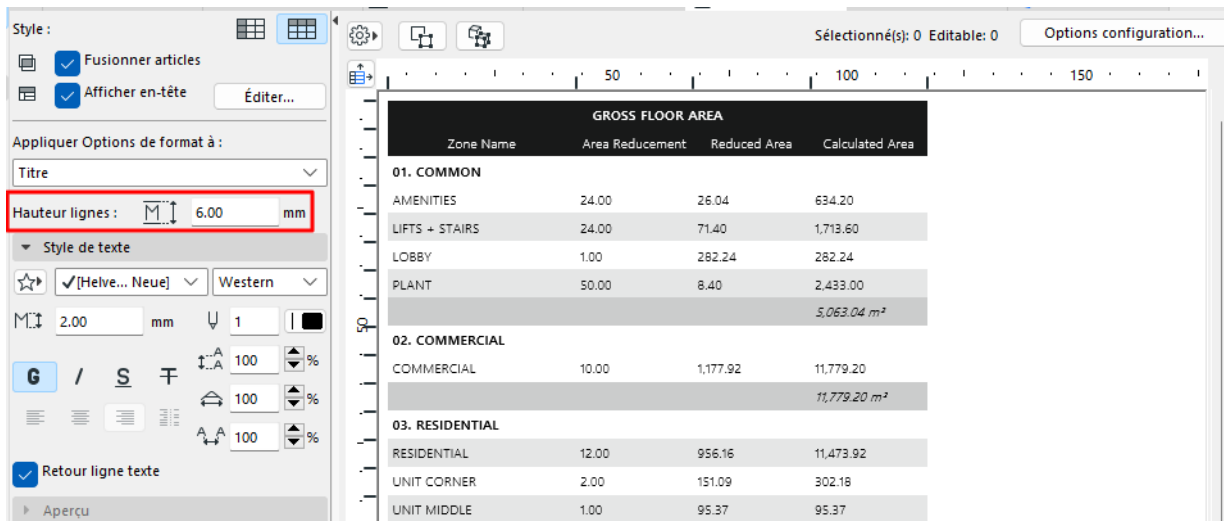 Style :
Fusionner articles
Afficher en-tête
Éditer...
Appliquer Options de format à :
Titre
Hauteur lignes : M 6.00 mm
Style de texte
[Helve... Neue] Western
M 2.00 mm 1
G I S T
A A 100 %
100 %
A A 100 %
Retour ligne texte
Aperçu
Sélectionné(s): 0 Editable: 0 Options configuration...
50 100 150
50
GROSS FLOOR AREA
Zone Name Area Reducement Reduced Area Calculated Area
01. COMMON
AMENITIES 24.00 26.04 634.20
LIFTS + STAIRS 24.00 71.40 1,713.60
LOBBY 1.00 282.24 282.24
PLANT 50.00 8.40 2,433.00
5,063.04 m²
02. COMMERCIAL
COMMERCIAL 10.00 1,177.92 11,779.20
11,779.20 m²
03. RESIDENTIAL
RESIDENTIAL 12.00 956.16 11,473.92
UNIT CORNER 2.00 151.09 302.18
UNIT MIDDLE 1.00 95.37 95.37